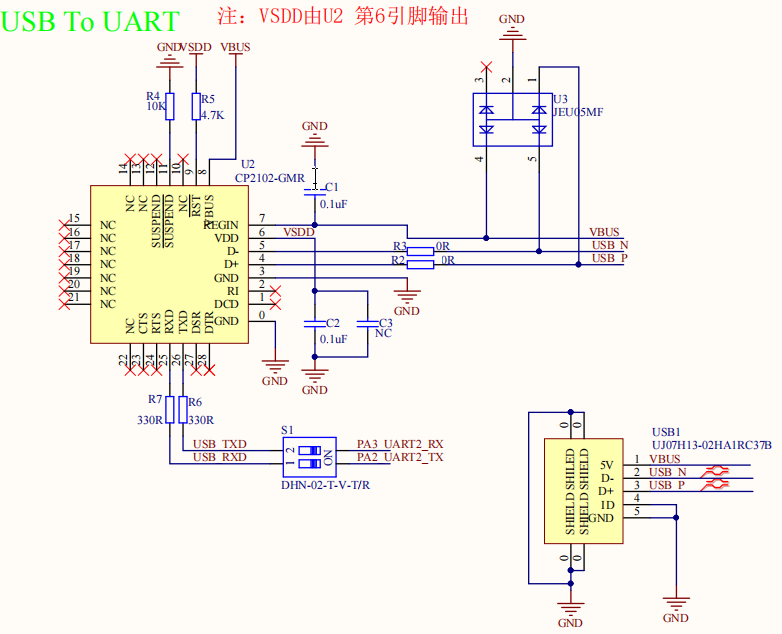 USB To UART
注: VSDD由U2 第6引脚输出
GND
GND
VSDD
VBUS
3
2
1
U3
JEU05MF
4
5
R4
10K
R5
4.7K
GND
C1
0.1uF
U2
CP2102-GMR
14
13
12
11
10
9
8
NC
NC
SUSPEND
SUSPEND
NC
RST
VBUS
15 NC
16 NC
17 NC
18 NC
19 NC
20 NC
21 NC
REGIN 7
VDD 6 VSDD
D- 5
D+ 4
GND 3
RI 2
DCD 1
GND 0
VBUS
R3 0R USB_N
R2 0R USB_P
GND
C2
0.1uF
C3
NC
GND
GND
NC
CTS
RTS
RXD
TXD
DSR
DTR
22
23
24
25
26
27
28
R7
330R
R6
330R
S1
USB_TXD 2 PA3_UART2_RX
USB_RXD 1 PA2_UART2_TX
ON
DHN-02-T-V-T/R
USB1
UJ07H13-02HA1RC37B
0
0
SHIELD SHILED
SHIELD SHIELD
5V 1 VBUS
D- 2 USB_N
D+ 3 USB_P
ID 4
GND 5
0
0
GND
GND